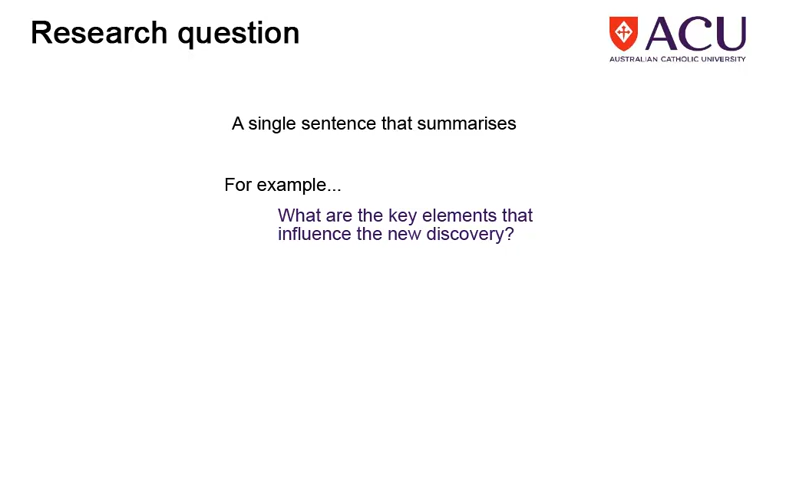 Research question
ACU
AUSTRALIAN CATHOLIC UNIVERSITY
A single sentence that summarises
For example...
What are the key elements that
influence the new discovery?